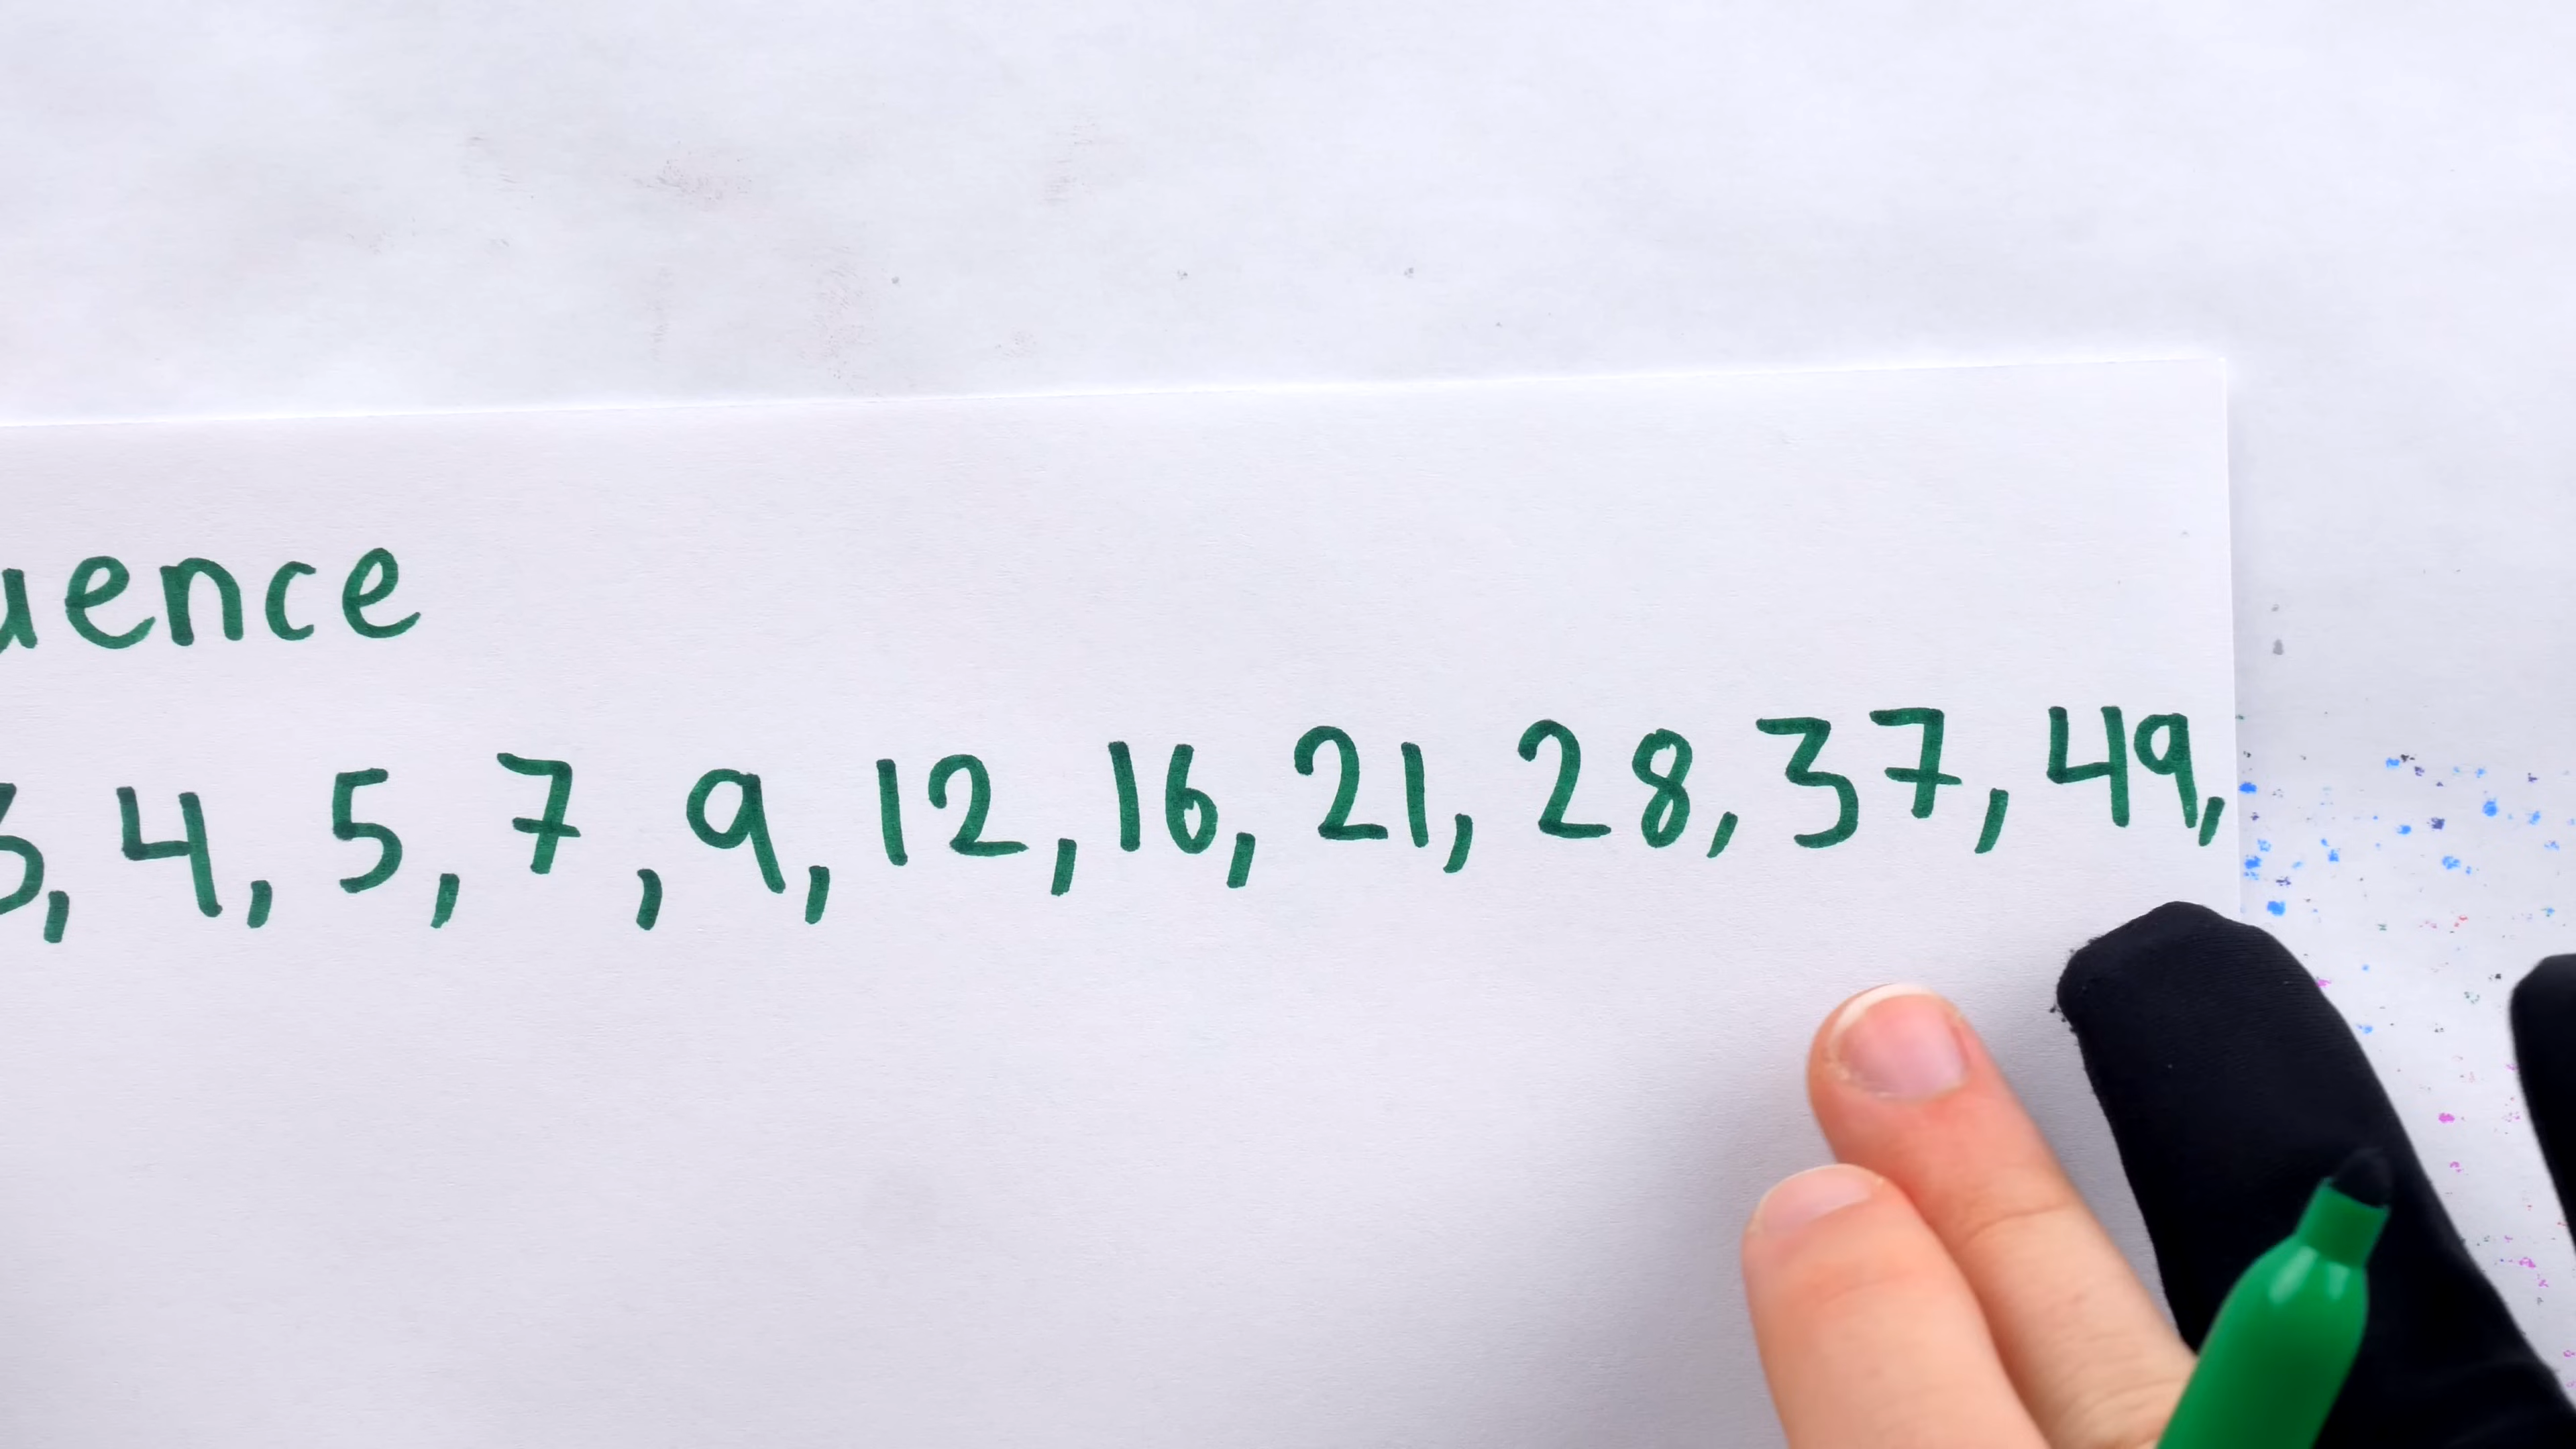 uence
3, 4, 5, 7, 9, 12, 16, 21, 28, 37, 49,